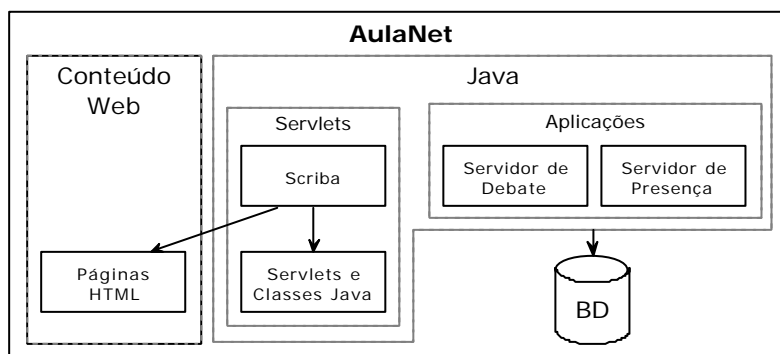 AulaNet
Conteúdo
Web
Java
Servlets
Aplicações
Scriba
Servidor de
Debate
Servidor de
Presença
Páginas
HTML
Servlets e
Classes Java
BD